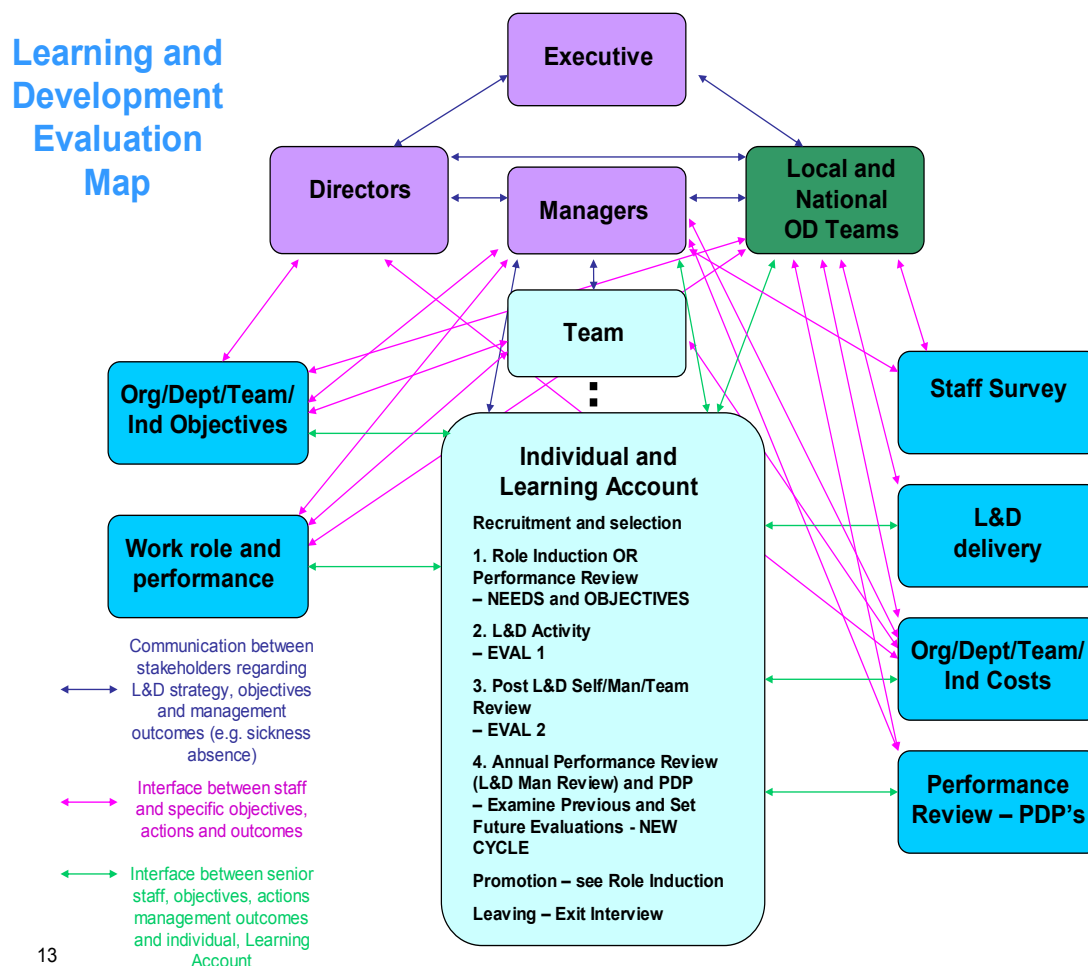 Learning and
Development
Evaluation
Map
Executive
Directors
Managers
Local and
National
OD Teams
Team
Org/Dept/Team/
Ind Objectives
Staff Survey
Work role and
performance
L&D
delivery
Org/Dept/Team/
Ind Costs
Performance
Review – PDP's
Individual and
Learning Account
Recruitment and selection
1. Role Induction OR
Performance Review
– NEEDS and OBJECTIVES
2. L&D Activity
– EVAL 1
3. Post L&D Self/Man/Team
Review
– EVAL 2
4. Annual Performance Review
(L&D Man Review) and PDP
– Examine Previous and Set
Future Evaluations - NEW
CYCLE
Promotion – see Role Induction
Leaving – Exit Interview
Communication between
stakeholders regarding
L&D strategy, objectives
and management
outcomes (e.g. sickness
absence)
Interface between staff
and specific objectives,
actions and outcomes
Interface between senior
staff, objectives, actions
management outcomes
and individual, Learning
Account
13